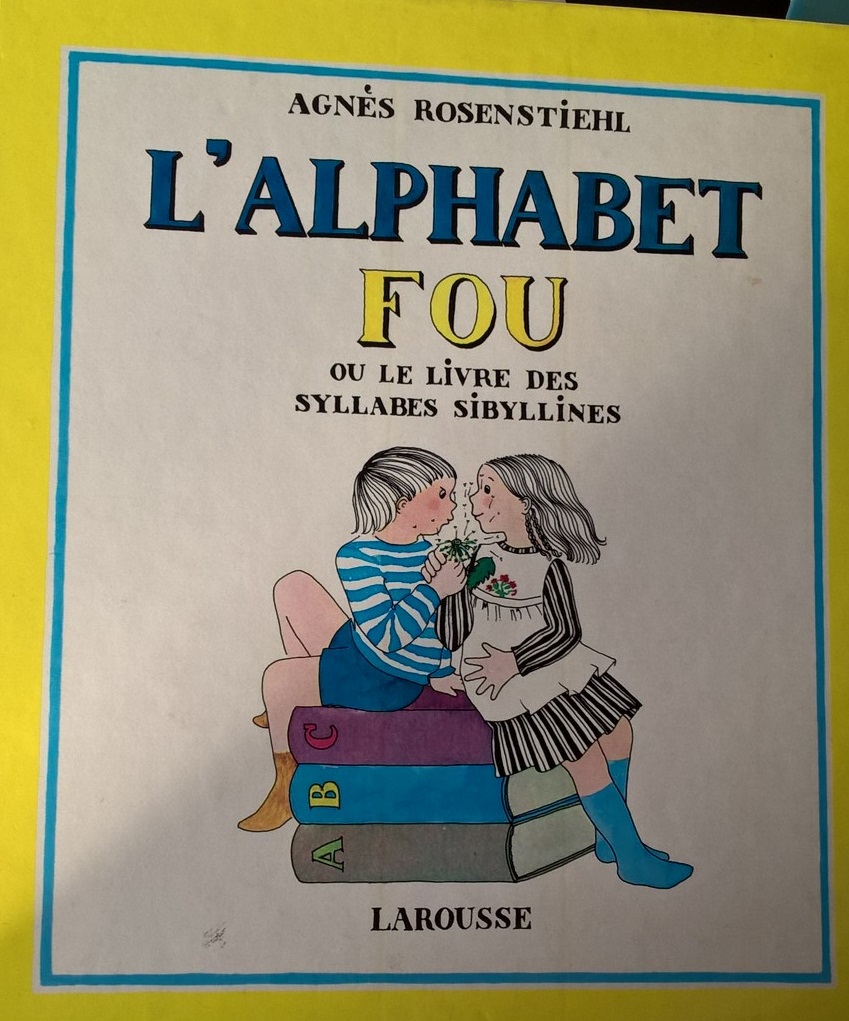 AGNÈS ROSENSTiEHL
L'ALPHABET
FOU
OU LE LiVRE DES
SYLLABES SiBYLLiNES
C
B
A
LAROUSSE